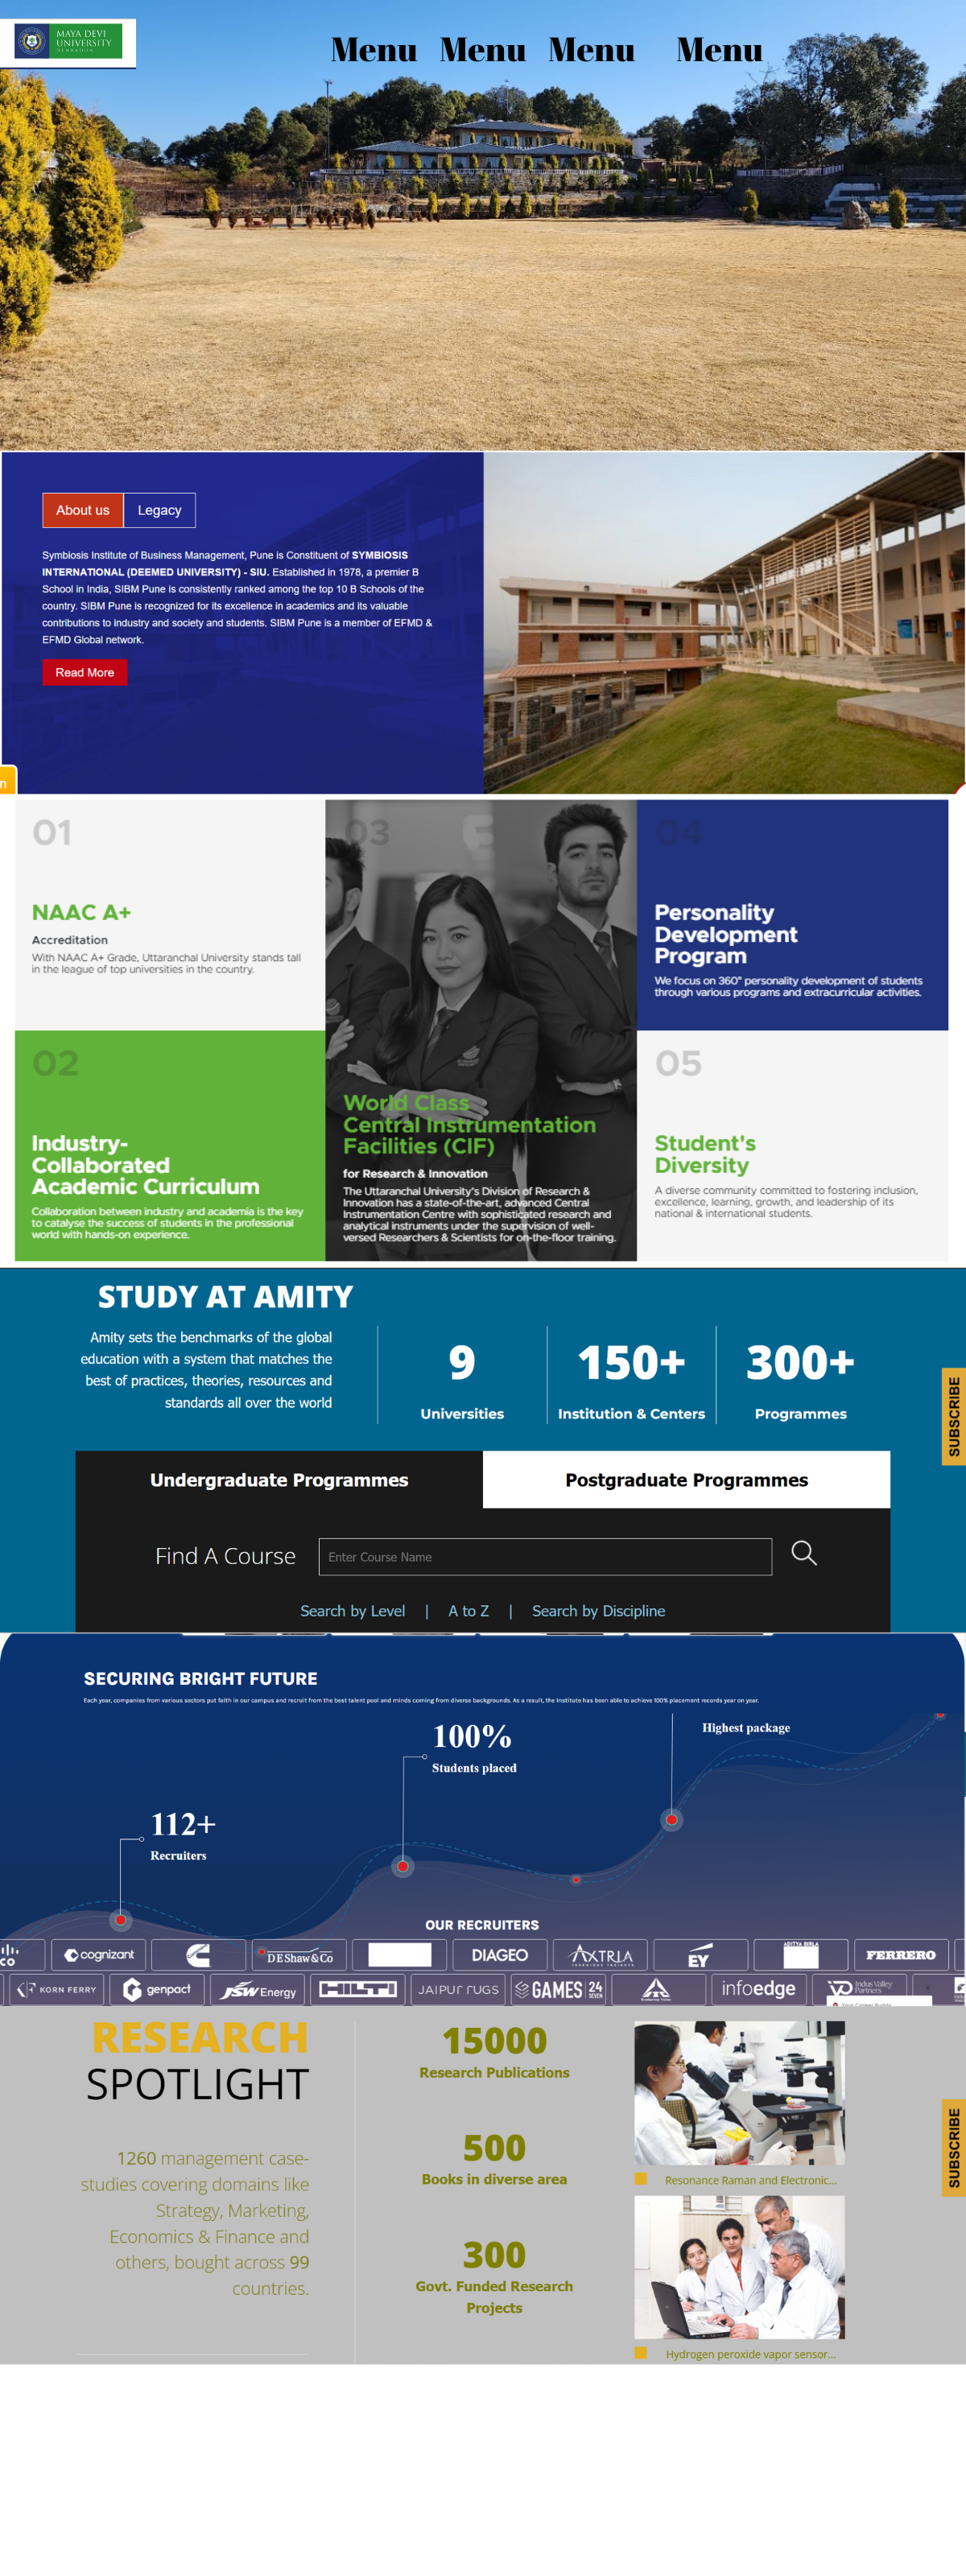 MAYA DEVI
UNIVERSITY
Menu Menu Menu Menu
About us Legacy
Symbiosis Institute of Business Management, Pune is Constituent of SYMBIOSIS
INTERNATIONAL (DEEMED UNIVERSITY) - SIU. Established in 1978, a premier B
School in India, SIBM Pune is consistently ranked among the top 10 B Schools of the
country. SIBM Pune is recognized for its excellence in academics and its valuable
contributions to industry and society and students. SIBM Pune is a member of EFMD &
EFMD Global network.
Read More
n
01
NAAC A+
Accreditation
With NAAC A+ Grade, Uttaranchal University stands tall
in the league of top universities in the country.
02
Industry-
Collaborated
Academic Curriculum
Collaboration between industry and academia is the key
to catalyse the success of students in the professional
world with hands-on experience.
03
World Class
Central Instrumentation
Facilities (CIF)
for Research & Innovation
The Uttaranchal University's Division of Research &
Innovation has a state-of-the-art, advanced Central
Instrumentation Centre with sophisticated research and
analytical instruments under the supervision of well-
versed Researchers & Scientists for on-the-floor training.
04
Personality
Development
Program
We focus on 360° personality development of students
through various programs and extracurricular activities.
05
Student's
Diversity
A diverse community committed to fostering inclusion,
excellence, learning, growth, and leadership of its
national & international students.
STUDY AT AMITY
Amity sets the benchmarks of the global
education with a system that matches the
best of practices, theories, resources and
standards all over the world
9
Universities
150+
Institution & Centers
300+
Programmes
SUBSCRIBE
Undergraduate Programmes
Postgraduate Programmes
Find A Course
Enter Course Name
Search by Level | A to Z | Search by Discipline
SECURING BRIGHT FUTURE
Each year, companies from various sectors put faith in our campus and recruit from the best talent pool and minds coming from diverse backgrounds. As a result, the Institute has been able to achieve 100% placement records year on year.
Highest package
100%
Students placed
112+
Recruiters
OUR RECRUITERS
CO cognizant DE Shaw & Co DIAGEO AXTRIA EY ADITYA BIRLA FERRERO
KORN FERRY genpact JSW Energy HILTI JAIPUR RUGS GAMES 24 SEVEN infoedge Indus Valley Partners
RESEARCH
SPOTLIGHT
1260 management case-
studies covering domains like
Strategy, Marketing,
Economics & Finance and
others, bought across 99
countries.
15000
Research Publications
500
Books in diverse area
300
Govt. Funded Research
Projects
Resonance Raman and Electronic...
Hydrogen peroxide vapor sensor...
SUBSCRIBE